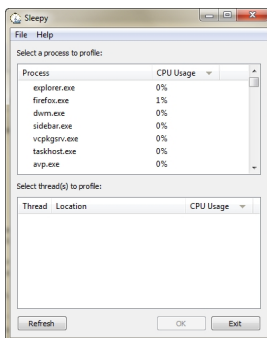 Sleepy
File Help
Select a process to profile:
Process CPU Usage
explorer.exe 0%
firefox.exe 1%
dwm.exe 0%
sidebar.exe 0%
vcpkgsrv.exe 0%
taskhost.exe 0%
avp.exe 0%
Select thread(s) to profile:
Thread Location CPU Usage
Refresh OK Exit